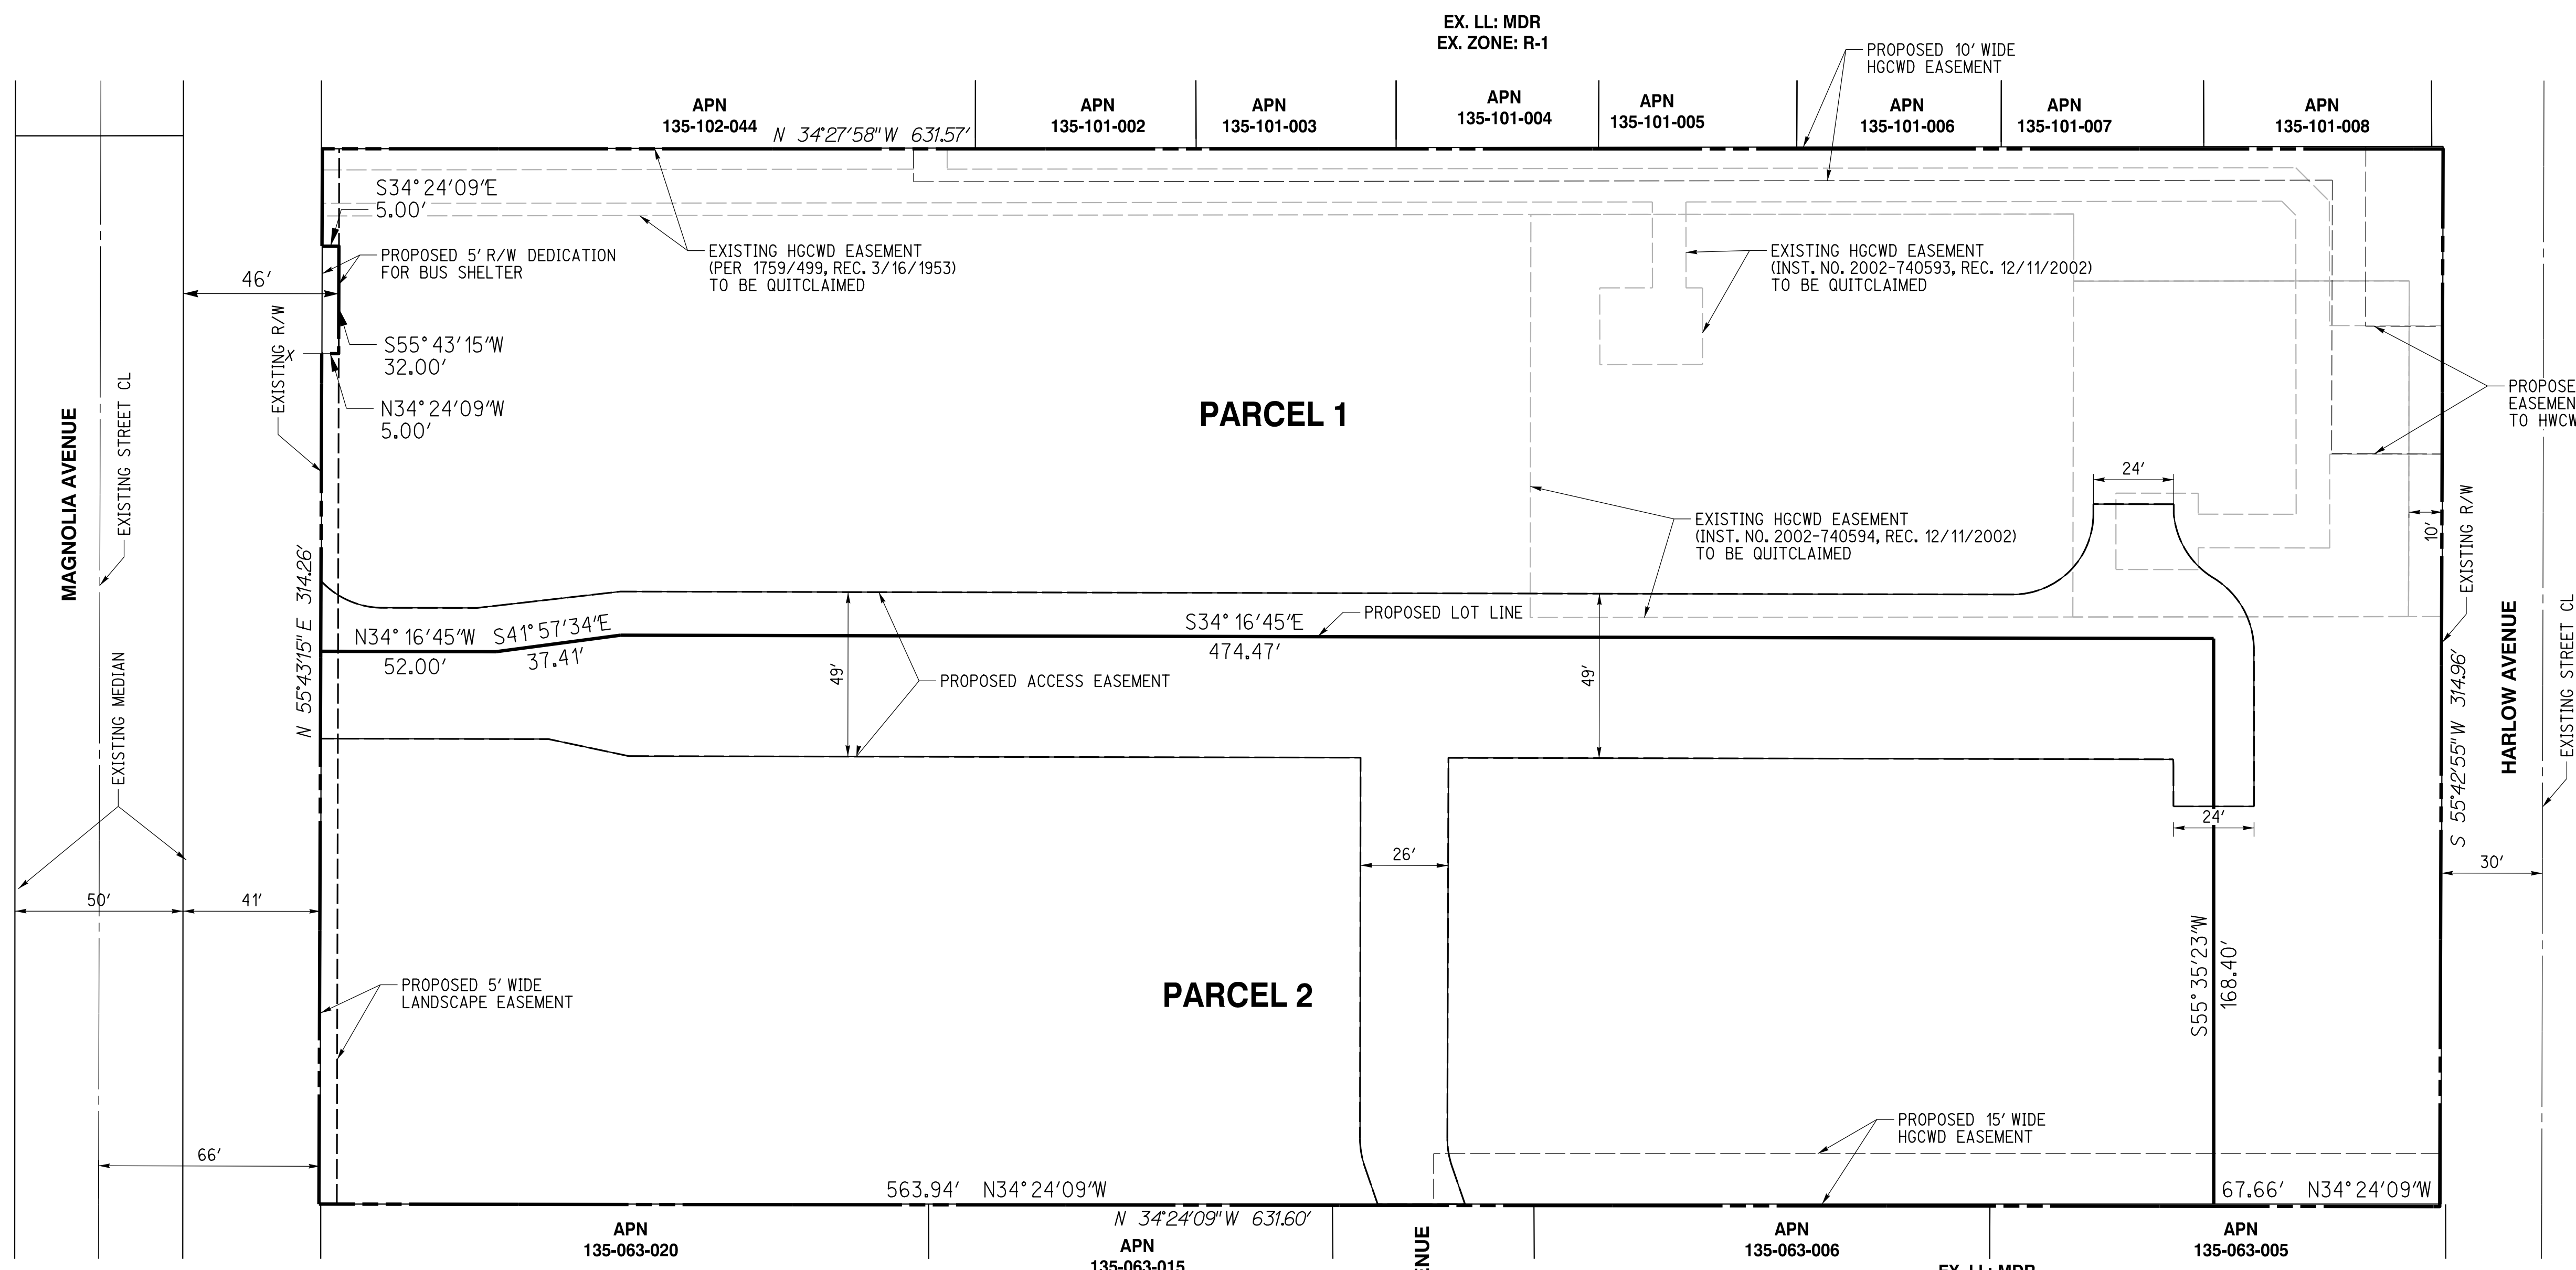 EX. LL: MDR
EX. ZONE: R-1
PROPOSED 10' WIDE
HGCWD EASEMENT
APN
135-102-044
N 34°27'58"W 631.57'
APN
135-101-002
APN
135-101-003
APN
135-101-004
APN
135-101-005
APN
135-101-006
APN
135-101-007
APN
135-101-008
S34°24'09"E
5.00'
PROPOSED 5' R/W DEDICATION
FOR BUS SHELTER
46'
EXISTING R/W
X
S55°43'15"W
32.00'
N34°24'09"W
5.00'
EXISTING HGCWD EASEMENT
(PER 1759/499, REC. 3/16/1953)
TO BE QUITCLAIMED
EXISTING HGCWD EASEMENT
(INST. NO. 2002-740593, REC. 12/11/2002)
TO BE QUITCLAIMED
PROPOSE
EASEMEN
TO HWCW
MAGNOLIA AVENUE
EXISTING STREET CL
PARCEL 1
24'
10'
EXISTING R/W
EXISTING HGCWD EASEMENT
(INST. NO. 2002-740594, REC. 12/11/2002)
TO BE QUITCLAIMED
N 55°43'15"E 314.26'
N34°16'45"W
52.00'
S41°57'34"E
37.41'
S34°16'45"E
474.47'
PROPOSED LOT LINE
49'
49'
PROPOSED ACCESS EASEMENT
EXISTING MEDIAN
S 55°42'55"W 314.96'
HARLOW AVENUE
EXISTING STREET CL
24'
26'
30'
50'
41'
S55°35'23"W
168.40'
PROPOSED 5' WIDE
LANDSCAPE EASEMENT
PARCEL 2
PROPOSED 15' WIDE
HGCWD EASEMENT
66'
563.94' N34°24'09"W
67.66' N34°24'09"W
N 34°24'09"W 631.60'
APN
135-063-020
APN
135-063-015
ENUE
APN
135-063-006
APN
135-063-005
EX. LL: MDR